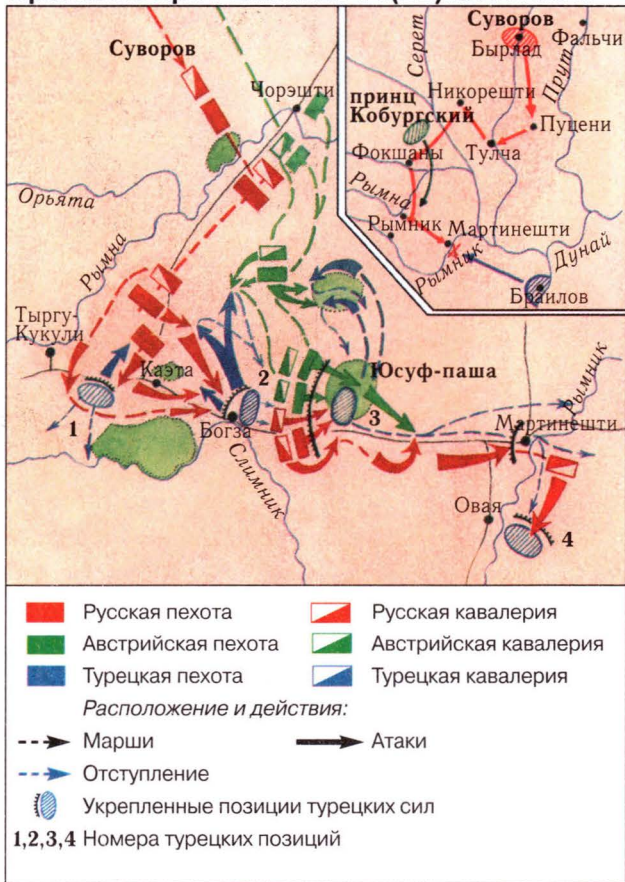 Суворов
Чорэшти
Орьята
Рымна
Тыргу-
Кукули
Каэта
1
2
Богза
Слимник
Юсуф-паша
3
Мартинешти
Рымник
Овая
4
Суворов
Бырлад
Фальчи
Серет
Прут
Никорешти
принц
Кобургский
Пуцени
Тулча
Фокшаны
Рымна
Рымник
Мартинешти
Рымник
Дунай
Браилов
Русская пехота Русская кавалерия
Австрийская пехота Австрийская кавалерия
Турецкая пехота Турецкая кавалерия
Расположение и действия:
Марши Атаки
Отступление
Укрепленные позиции турецких сил
1,2,3,4 Номера турецких позиций